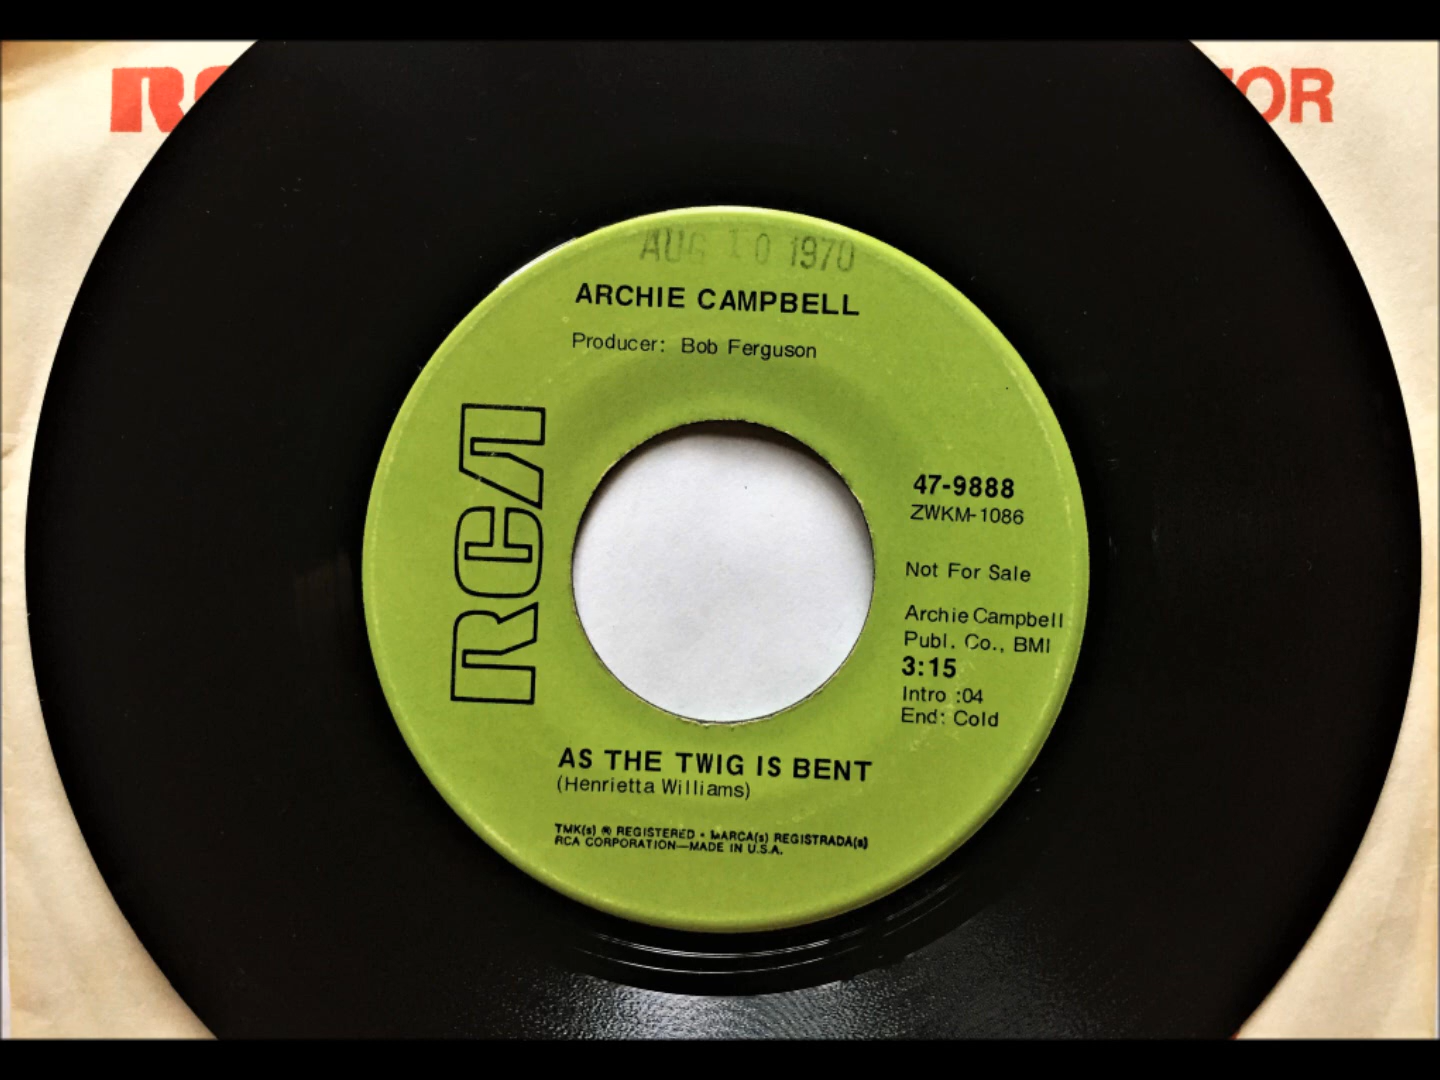 AUG 10 1970
ARCHIE CAMPBELL
Producer: Bob Ferguson
RCA
47-9888
ZWKM-1086
Not For Sale
Archie Campbell
Publ. Co., BMI
3:15
Intro :04
End: Cold
AS THE TWIG IS BENT
(Henrietta Williams)
TMK(s) ® REGISTERED • MARCA(s) REGISTRADA(s)
RCA CORPORATION—MADE IN U.S.A.